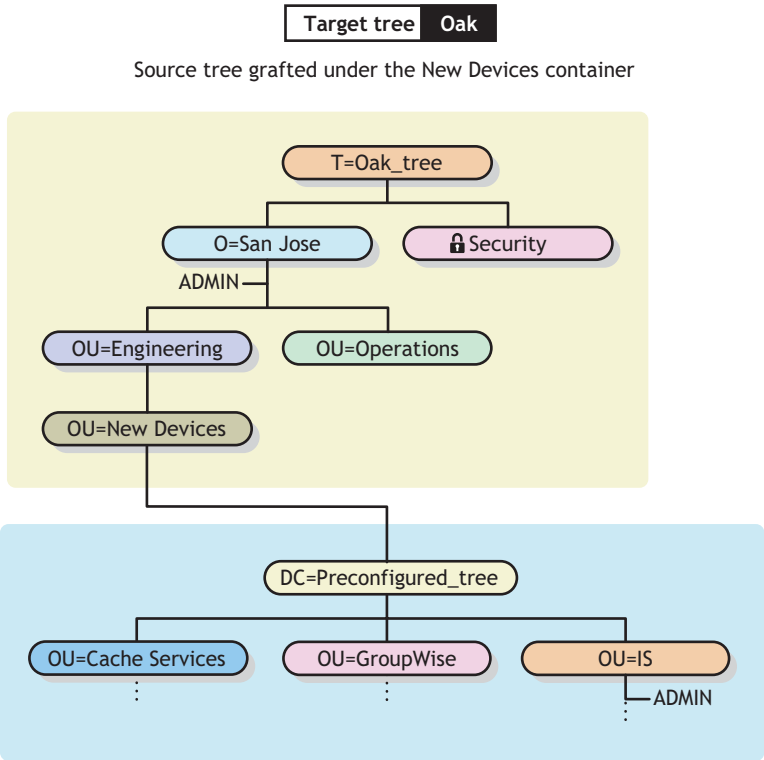 Target tree Oak
Source tree grafted under the New Devices container
T=Oak_tree
O=San Jose
Security
ADMIN
OU=Engineering
OU=Operations
OU=New Devices
DC=Preconfigured_tree
OU=Cache Services
OU=GroupWise
OU=IS
ADMIN